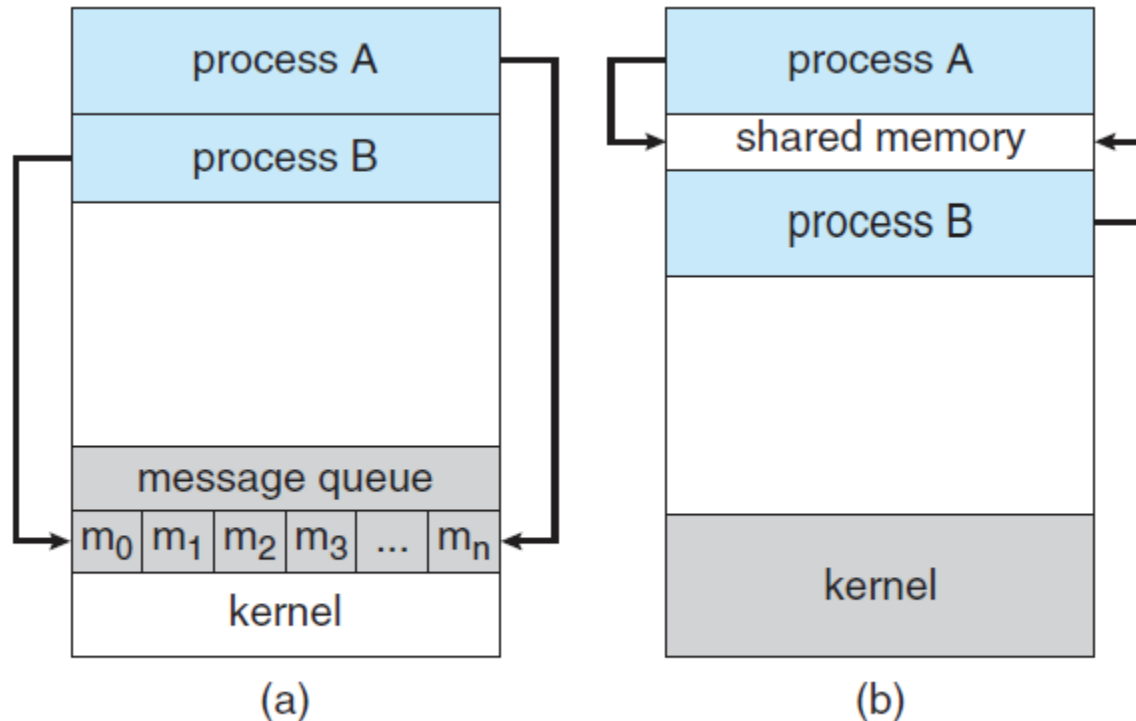 process A
process B
message queue
m₀ m₁ m₂ m₃ ... mₙ
kernel
(a)
process A
shared memory
process B
kernel
(b)